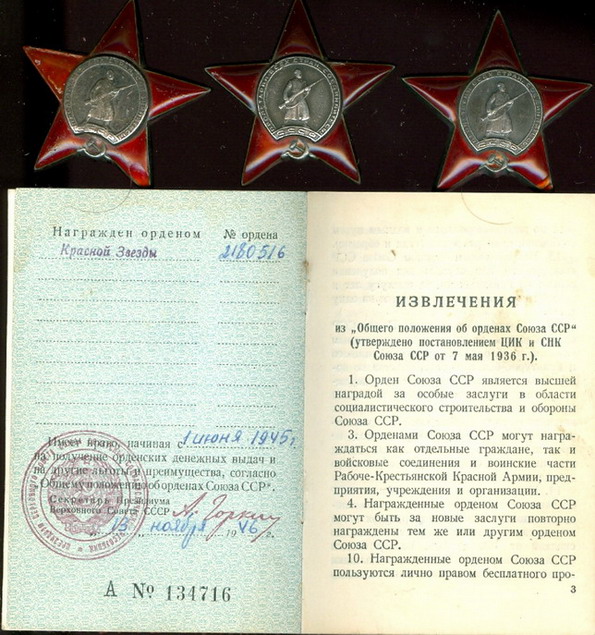 Награжден орденом
№ ордена
Красной Звезды
2180516
Имеет право, начиная с 1 июня 1945 г.
на получение орденских денежных выдач и
на другие льготы и преимущества, согласно
Общему положению об орденах Союза ССР".
Секретарь Президиума
Верховного Совета СССР А. Горкин
13 ноября 1946 г.
А № 134716
ИЗВЛЕЧЕНИЯ
из „Общего положения об орденах Союза ССР“
(утверждено постановлением ЦИК и СНК
Союза ССР от 7 мая 1936 г.).
1. Орден Союза ССР является высшей
наградой за особые заслуги в области
социалистического строительства и обороны
Союза ССР.
3. Орденами Союза ССР могут награ-
ждаться как отдельные граждане, так и
войсковые соединения и воинские части
Рабоче-Крестьянской Красной Армии, пред-
приятия, учреждения и организации.
4. Награжденные орденом Союза ССР
могут быть за новые заслуги повторно
награждены тем же или другим орденом
Союза ССР.
10. Награжденные орденом Союза ССР
пользуются лично правом бесплатного про-
3